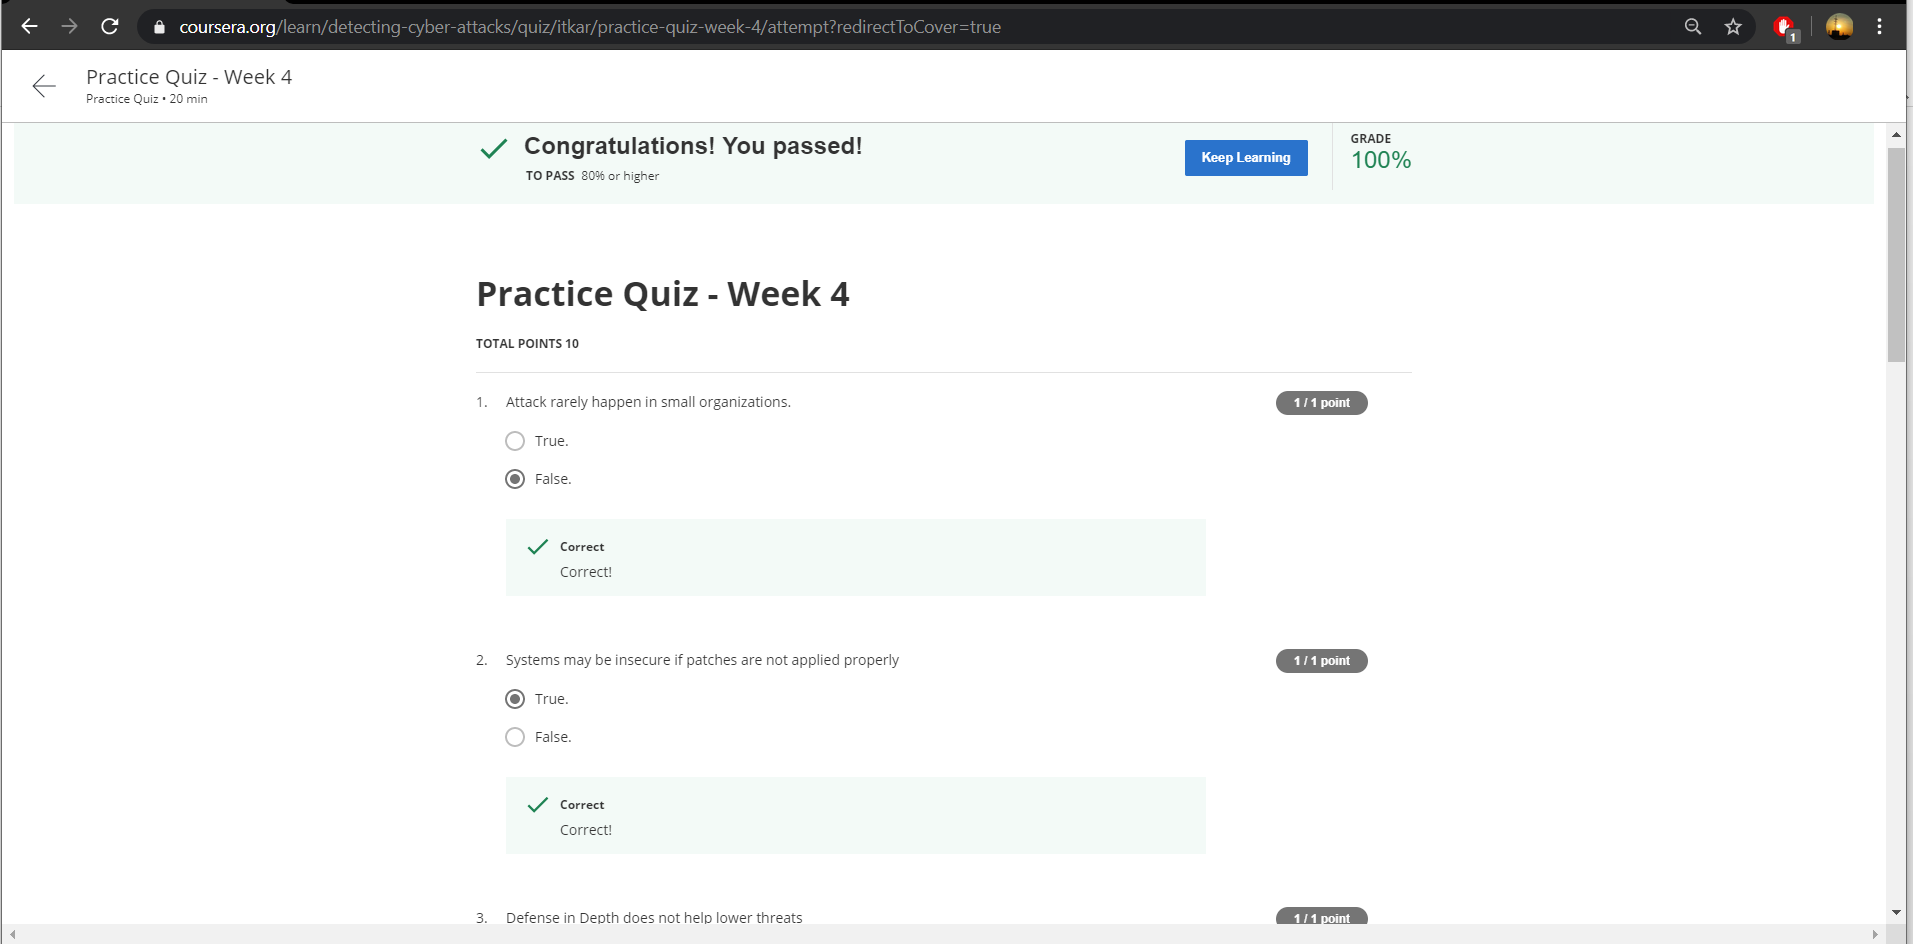 coursera.org/learn/detecting-cyber-attacks/quiz/itkar/practice-quiz-week-4/attempt?redirectToCover=true
1
Practice Quiz - Week 4
Practice Quiz • 20 min
Congratulations! You passed!
TO PASS 80% or higher
Keep Learning
GRADE
100%
Practice Quiz - Week 4
TOTAL POINTS 10
1. Attack rarely happen in small organizations.
1 / 1 point
True.
False.
Correct
Correct!
2. Systems may be insecure if patches are not applied properly
1 / 1 point
True.
False.
Correct
Correct!
3. Defense in Depth does not help lower threats
1 / 1 point